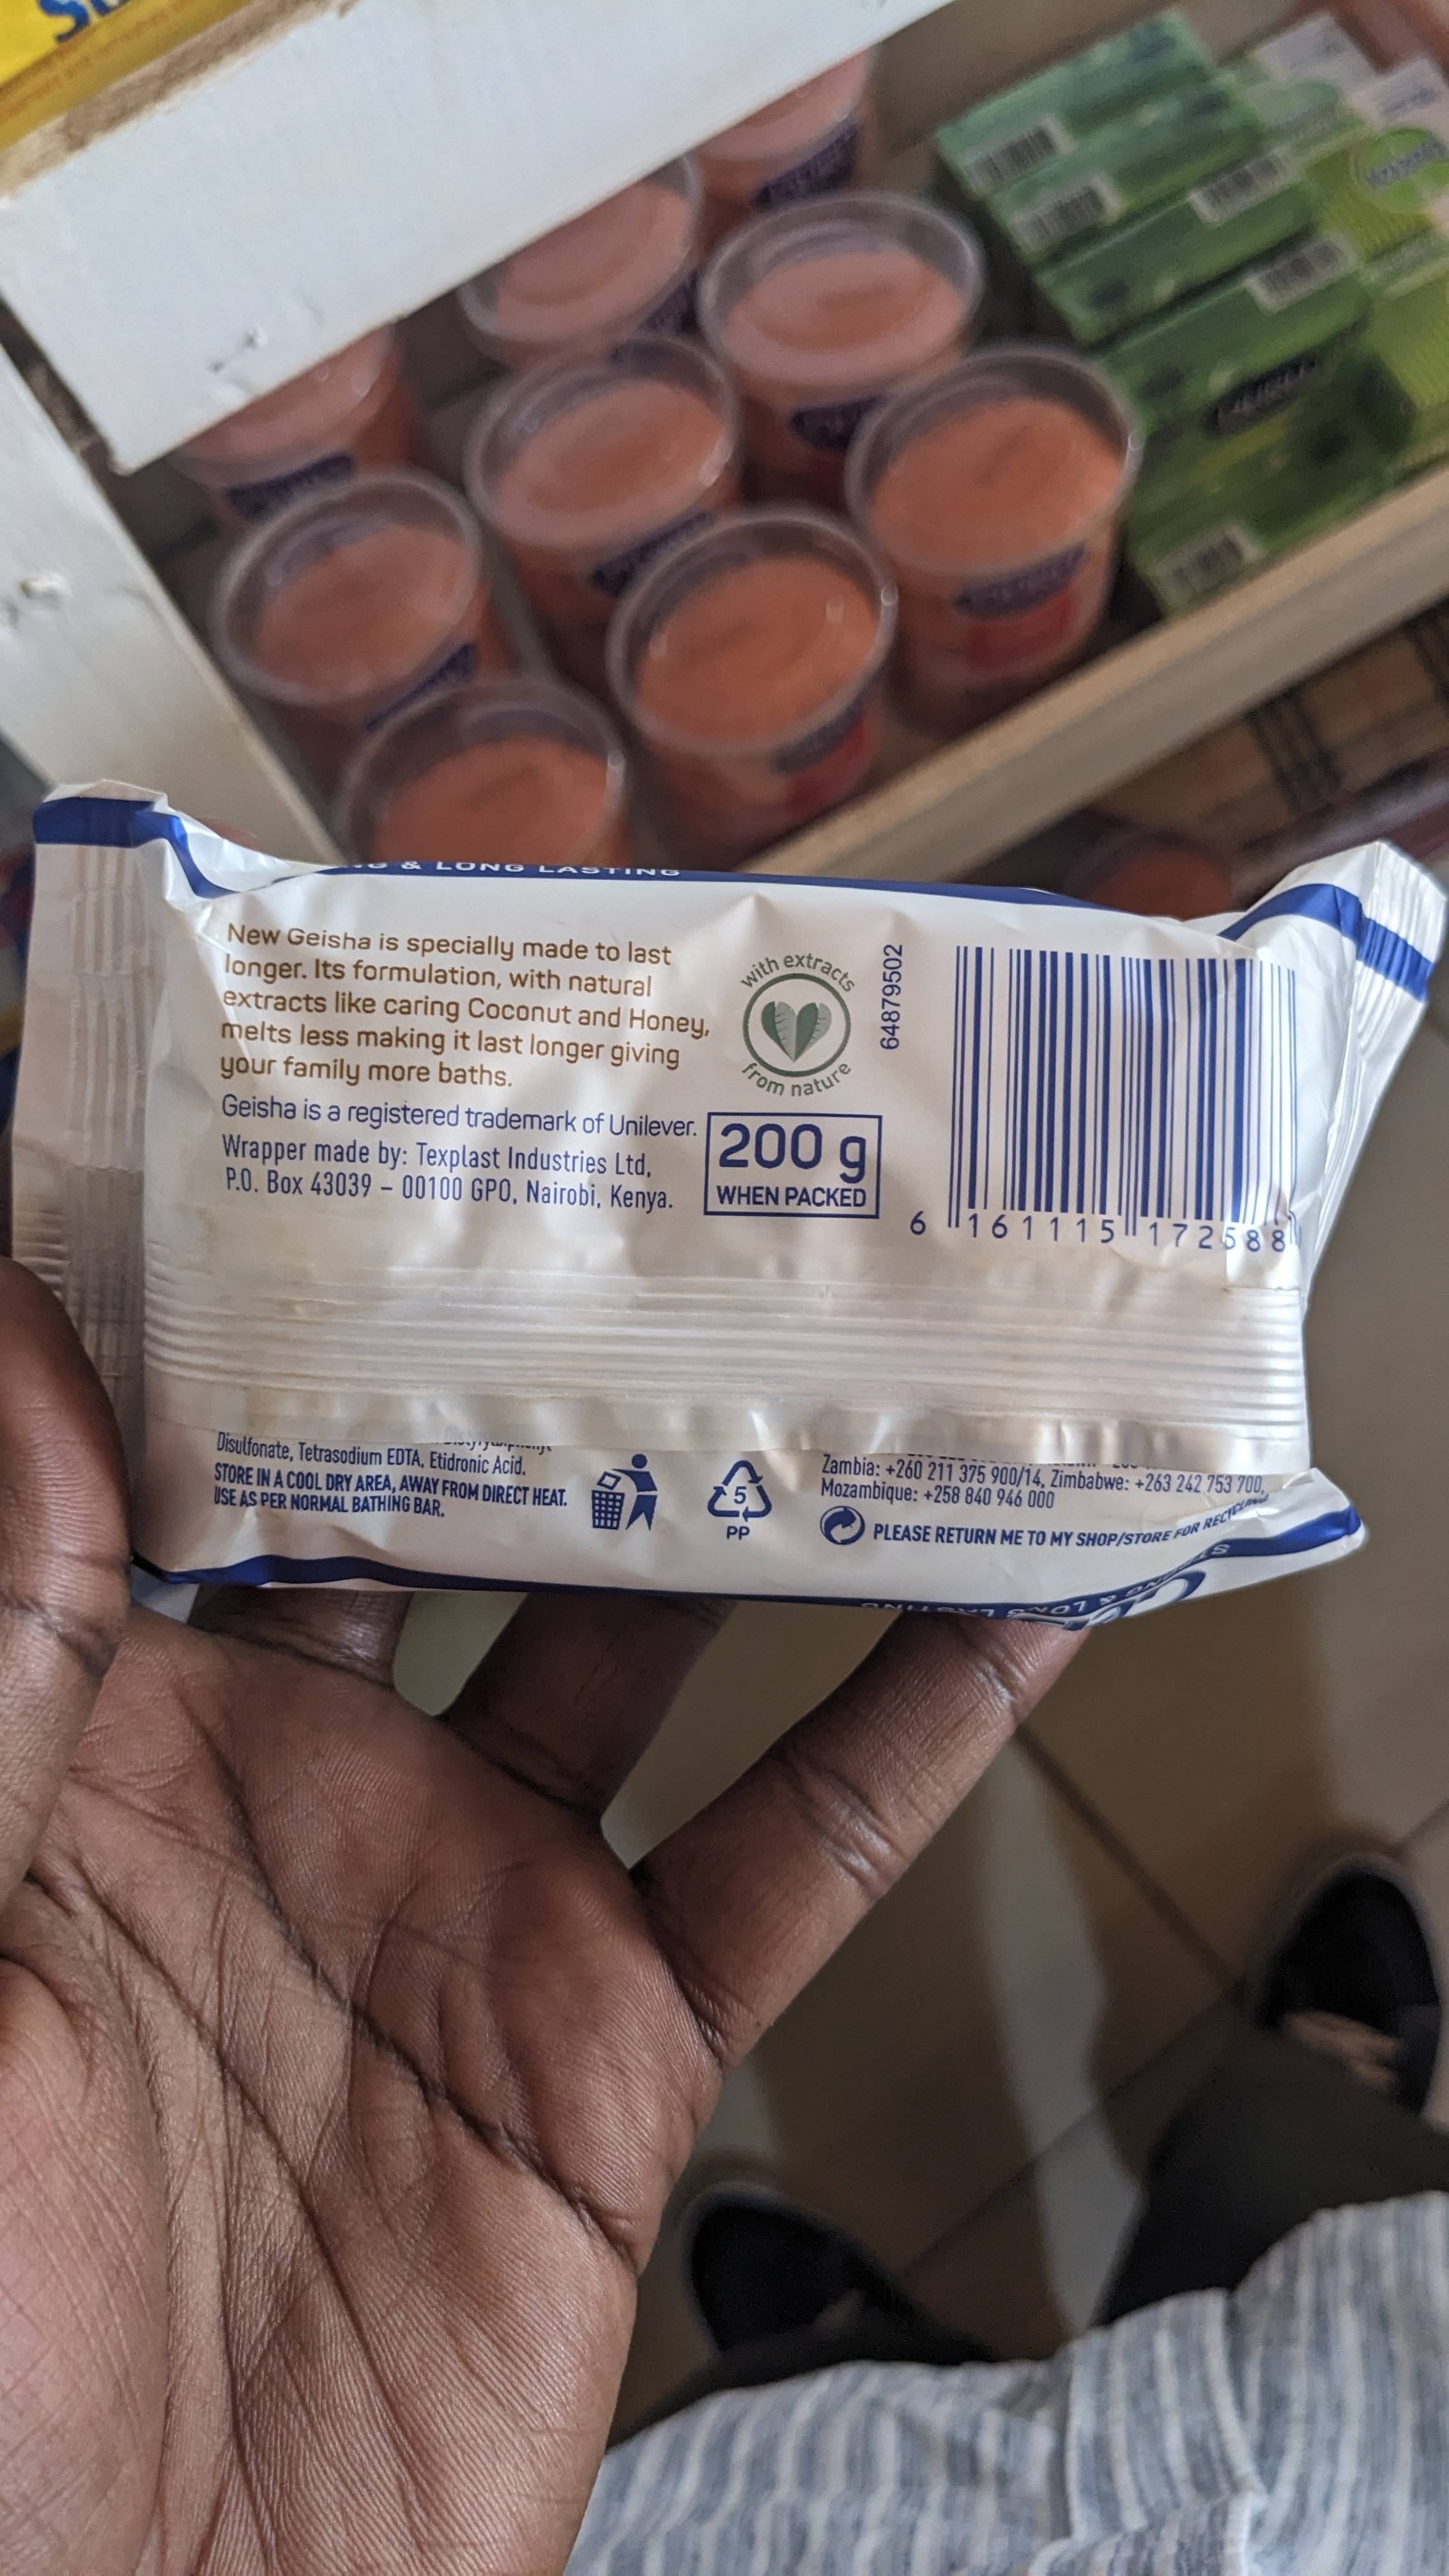 & LONG LASTING
New Geisha is specially made to last
longer. Its formulation, with natural
extracts like caring Coconut and Honey,
melts less making it last longer giving
your family more baths.
Geisha is a registered trademark of Unilever.
Wrapper made by: Texplast Industries Ltd,
P.O. Box 43039 – 00100 GPO, Nairobi, Kenya.
with extracts
from nature
200 g
WHEN PACKED
64879502
6 161115 172588
Disulfonate, Tetrasodium EDTA, Etidronic Acid.
STORE IN A COOL DRY AREA, AWAY FROM DIRECT HEAT.
USE AS PER NORMAL BATHING BAR.
5
PP
Zambia: +260 211 375 900/14, Zimbabwe: +263 242 753 700,
Mozambique: +258 840 946 000
PLEASE RETURN ME TO MY SHOP/STORE FOR RECYCLING
& LONG LASTING